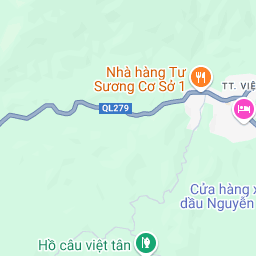 Nhà hàng Tư
Sương Cơ Sở 1
TT. VIỆ
QL279
Cửa hàng x
dầu Nguyễn
Hồ câu việt tân